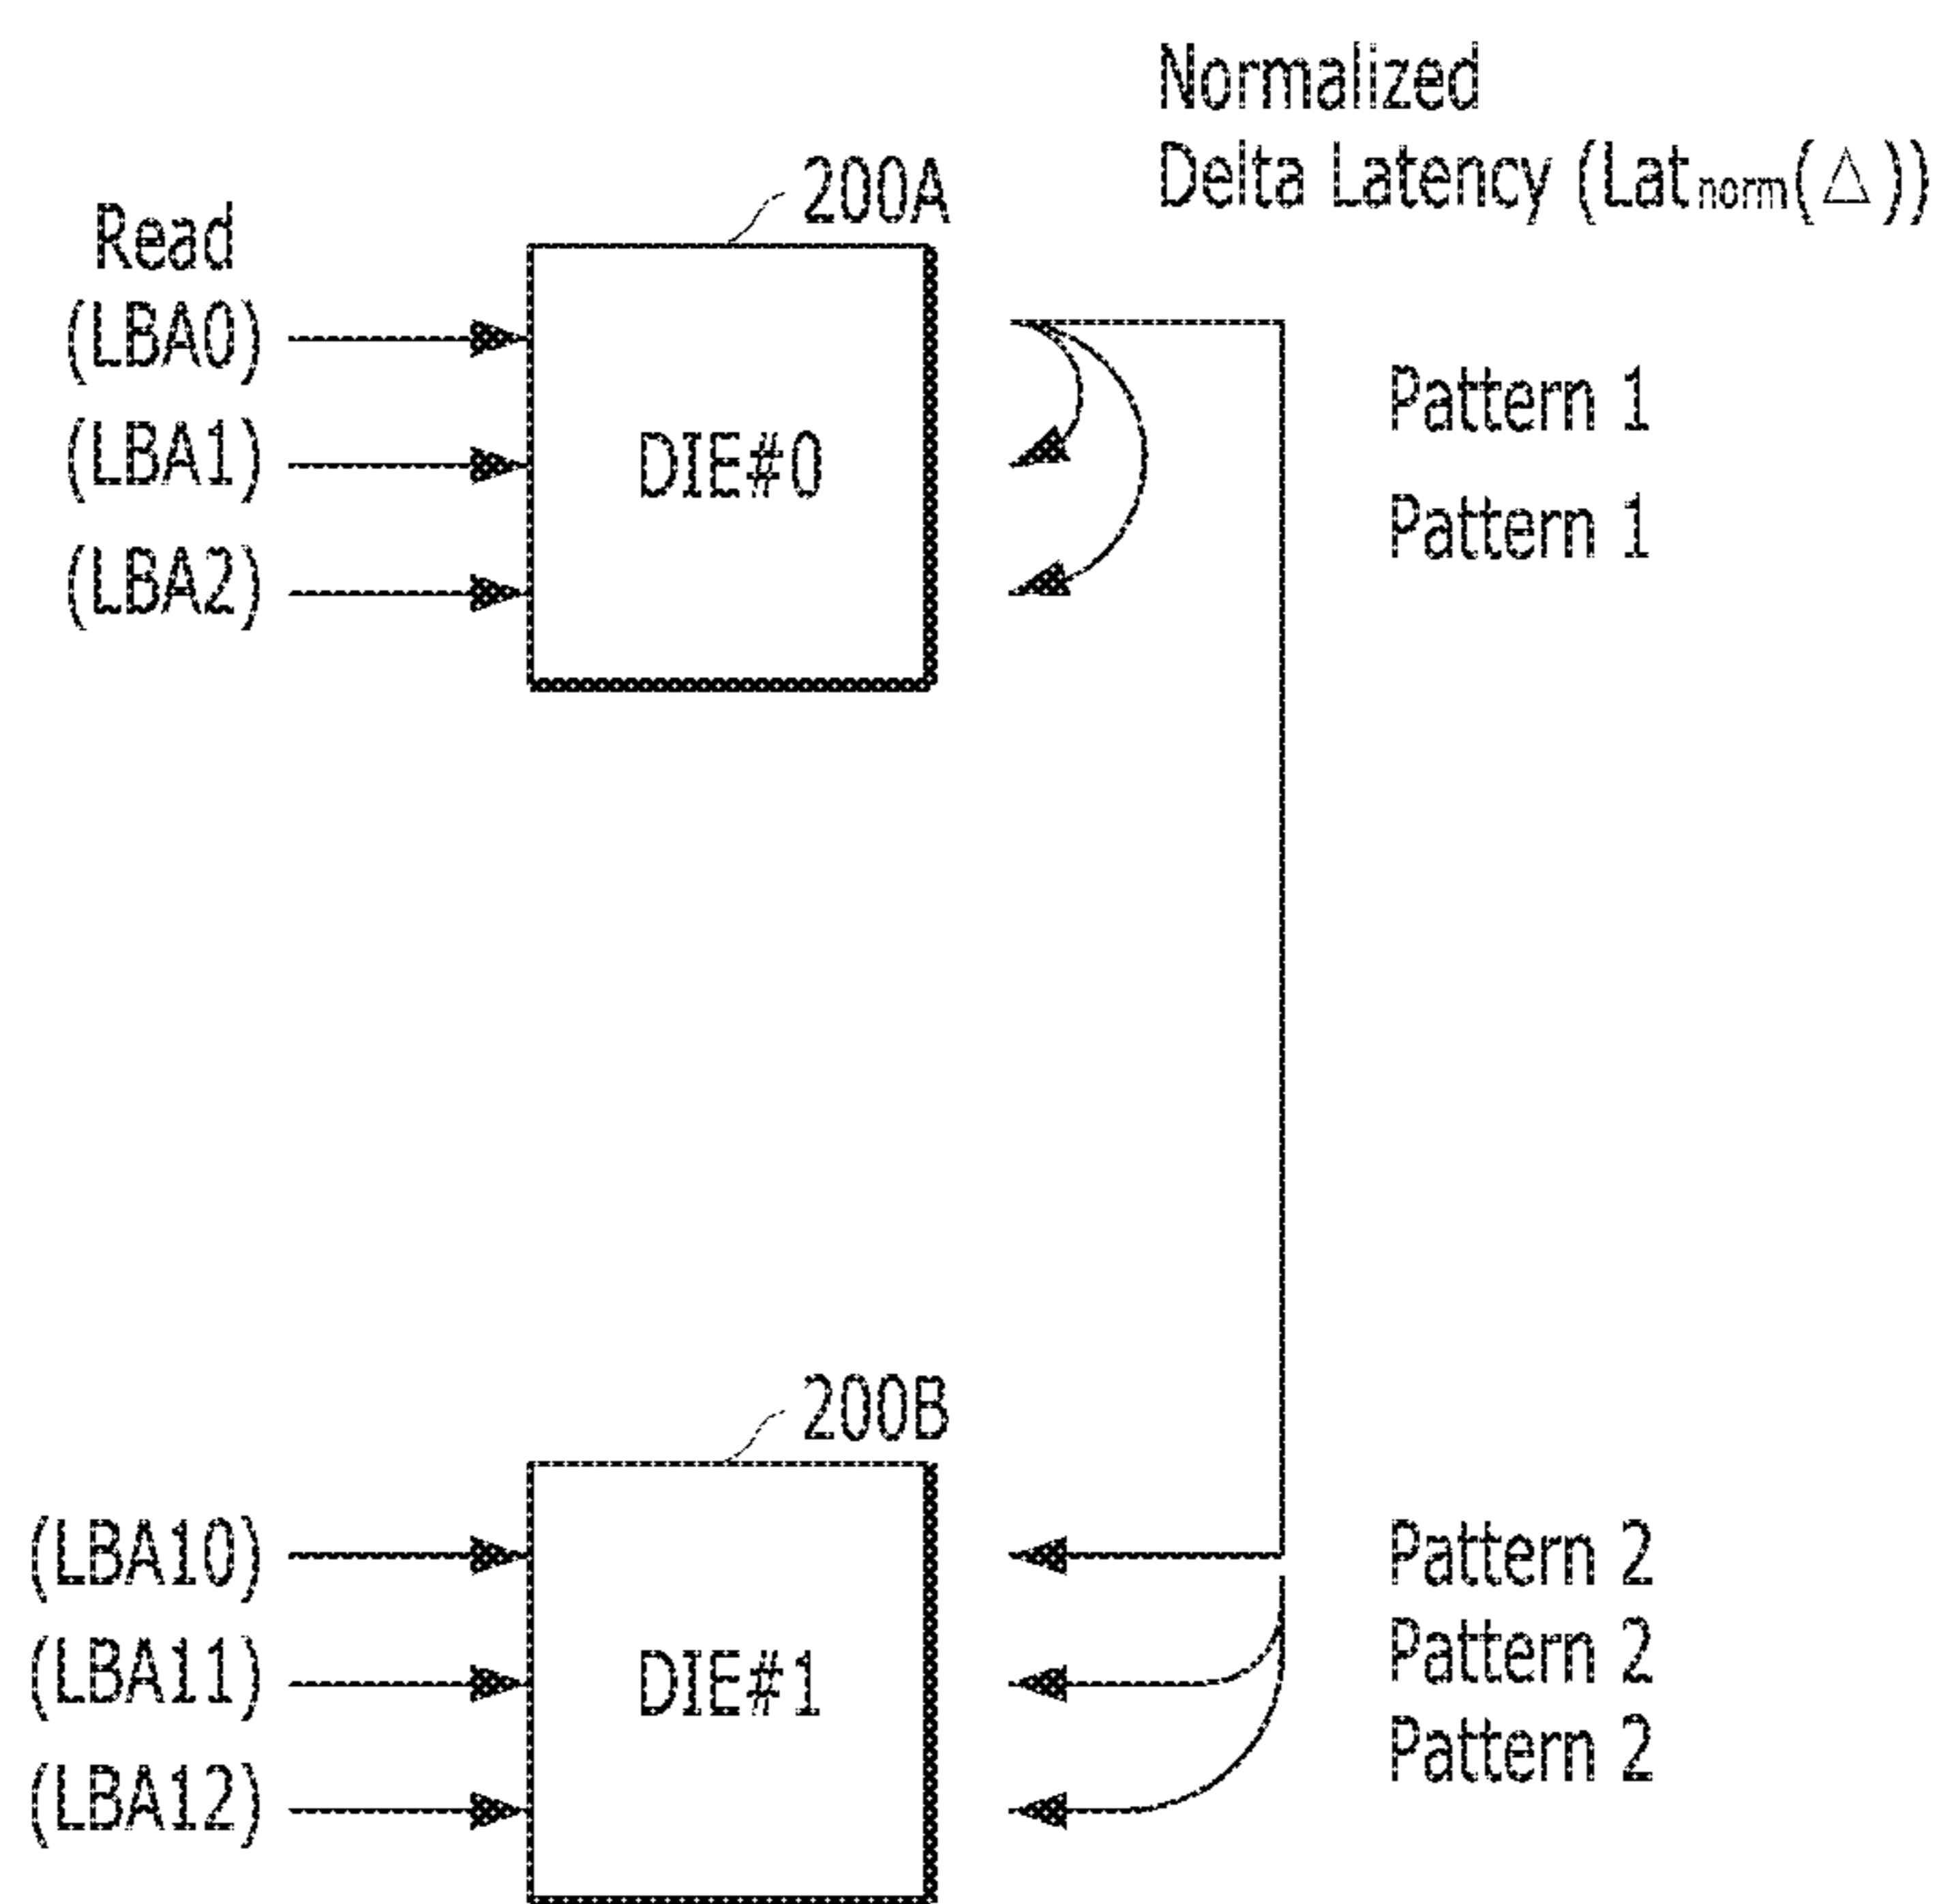 Normalized
Delta Latency (Latnorm(△))
200A
Read
(LBA0)
Pattern 1
(LBA1)
DIE#0
Pattern 1
(LBA2)
200B
(LBA10)
Pattern 2
(LBA11)
DIE#1
Pattern 2
(LBA12)
Pattern 2